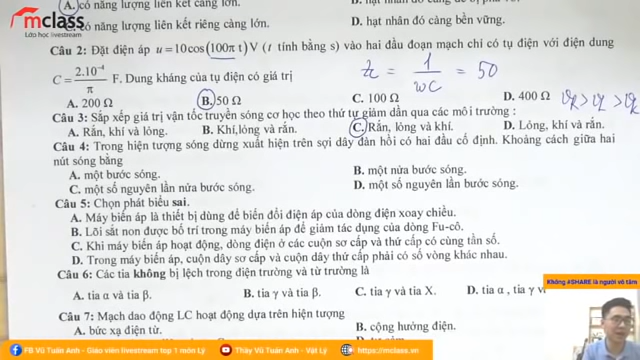 mclass
Lớp học livestream
A. có năng lượng liên kết càng lớn.
có năng lượng liên kết riêng càng lớn.
D. hạt nhân đó càng bền vững.
Câu 2: Đặt điện áp u = 10cos(100π t) V (t tính bằng s) vào hai đầu đoạn mạch chỉ có tụ điện với điện dung
C = 2.10⁻⁴/π F. Dung kháng của tụ điện có giá trị
Zc = 1/ωC = 50
A. 200 Ω B. 50 Ω C. 100 Ω D. 400 Ω
Câu 3: Sắp xếp giá trị vận tốc truyền sóng cơ học theo thứ tự giảm dần qua các môi trường :
A. Rắn, khí và lỏng. B. Khí, lỏng và rắn. C. Rắn, lỏng và khí. D. Lỏng, khí và rắn.
Câu 4: Trong hiện tượng sóng dừng xuất hiện trên sợi dây đàn hồi có hai đầu cố định. Khoảng cách giữa hai
nút sóng bằng
A. một bước sóng. B. một nửa bước sóng.
C. một số nguyên lần nửa bước sóng. D. một số nguyên lần bước sóng.
Câu 5: Chọn phát biểu sai.
A. Máy biến áp là thiết bị dùng để biến đổi điện áp của dòng điện xoay chiều.
B. Lõi sắt non được bố trí trong máy biến áp để giảm tác dụng của dòng Fu-cô.
C. Khi máy biến áp hoạt động, dòng điện ở các cuộn sơ cấp và thứ cấp có cùng tần số.
D. Trong máy biến áp, cuộn dây sơ cấp và cuộn dây thứ cấp phải có số vòng khác nhau.
Câu 6: Các tia không bị lệch trong điện trường và từ trường là
A. tia α và tia β. B. tia γ và tia β. C. tia γ và tia X. D. tia α , tia γ
Không #SHARE là người vô tâm
Câu 7: Mạch dao động LC hoạt động dựa trên hiện tượng
A. bức xạ điện từ. B. cộng hưởng điện.
FB Vũ Tuấn Anh - Giáo viên livestream top 1 môn Lý
Thầy Vũ Tuấn Anh - Vật Lý
https://mclass.vn